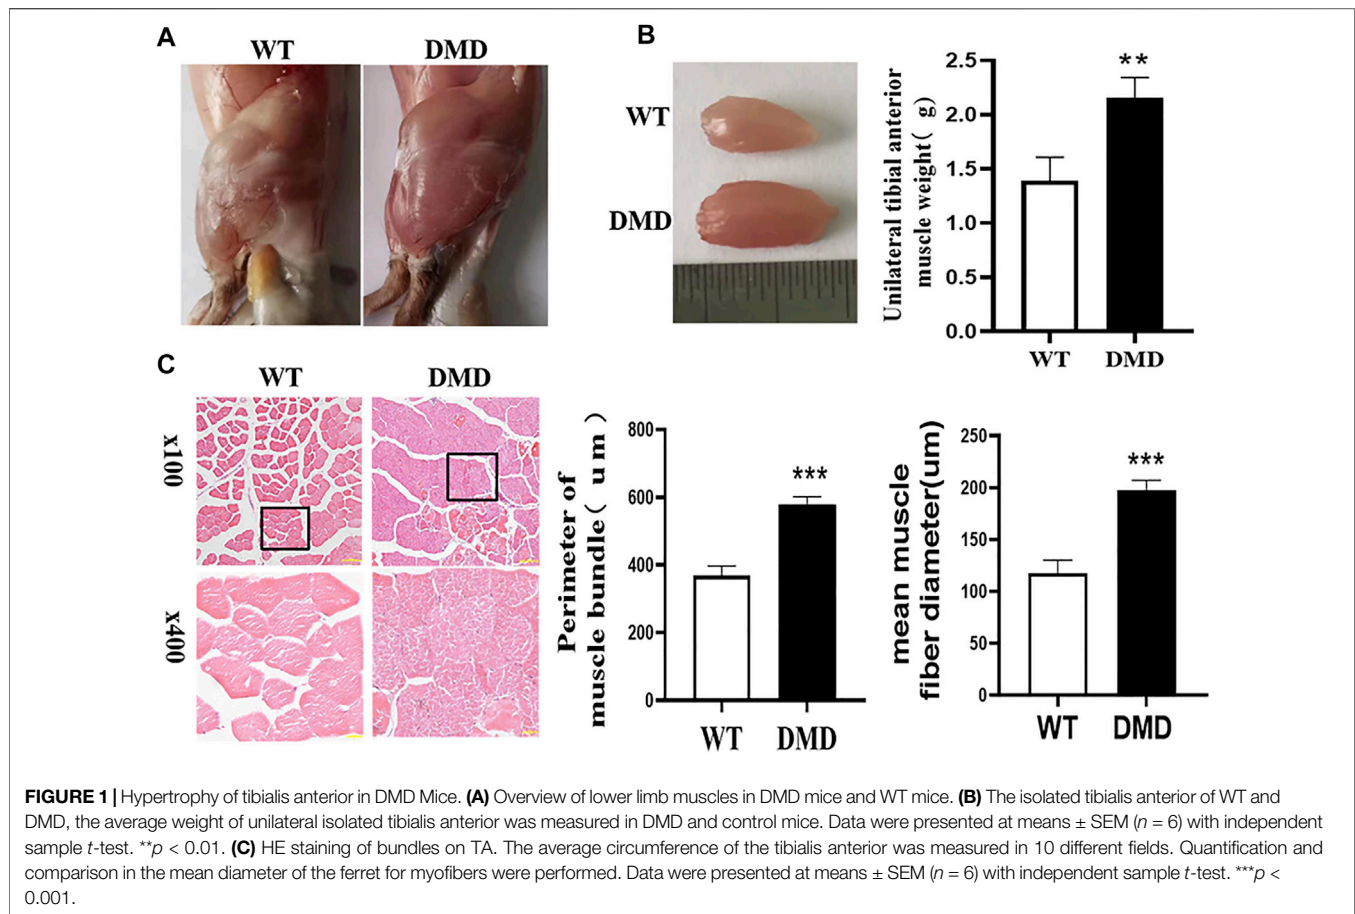 A
WT
DMD
B
WT
DMD
Unilateral tibial anterior
muscle weight( g)
2.5
2.0
1.5
1.0
0.5
0.0
**
WT
DMD
C
WT
DMD
x100
x400
Perimeter of
muscle bundle( um)
800
600
400
200
0
***
WT
DMD
mean muscle
fiber diameter(um)
250
200
150
100
50
0
***
WT
DMD
FIGURE 1 | Hypertrophy of tibialis anterior in DMD Mice. (A) Overview of lower limb muscles in DMD mice and WT mice. (B) The isolated tibialis anterior of WT and
DMD, the average weight of unilateral isolated tibialis anterior was measured in DMD and control mice. Data were presented at means ± SEM (n = 6) with independent
sample t-test. **p < 0.01. (C) HE staining of bundles on TA. The average circumference of the tibialis anterior was measured in 10 different fields. Quantification and
comparison in the mean diameter of the ferret for myofibers were performed. Data were presented at means ± SEM (n = 6) with independent sample t-test. ***p <
0.001.